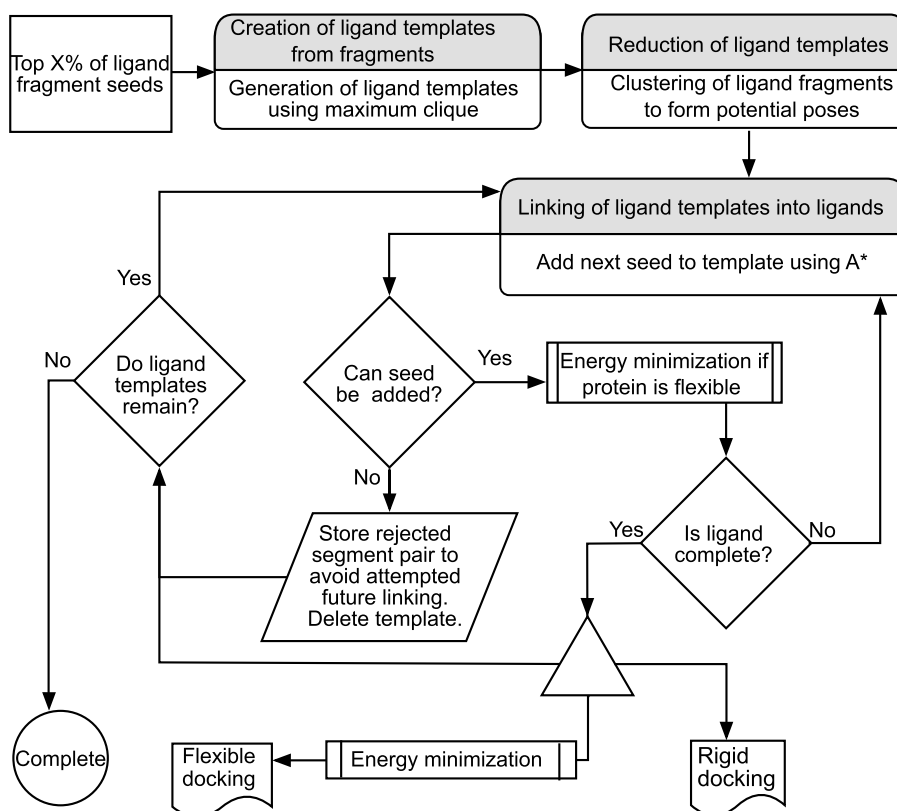 Top X% of ligand
fragment seeds
Creation of ligand templates
from fragments
Generation of ligand templates
using maximum clique
Reduction of ligand templates
Clustering of ligand fragments
to form potential poses
Linking of ligand templates into ligands
Add next seed to template using A*
Yes
No
Do ligand
templates
remain?
Can seed
be added?
Yes
No
Energy minimization if
protein is flexible
Store rejected
segment pair to
avoid attempted
future linking.
Delete template.
Yes
Is ligand
complete?
No
Complete
Flexible
docking
Energy minimization
Rigid
docking